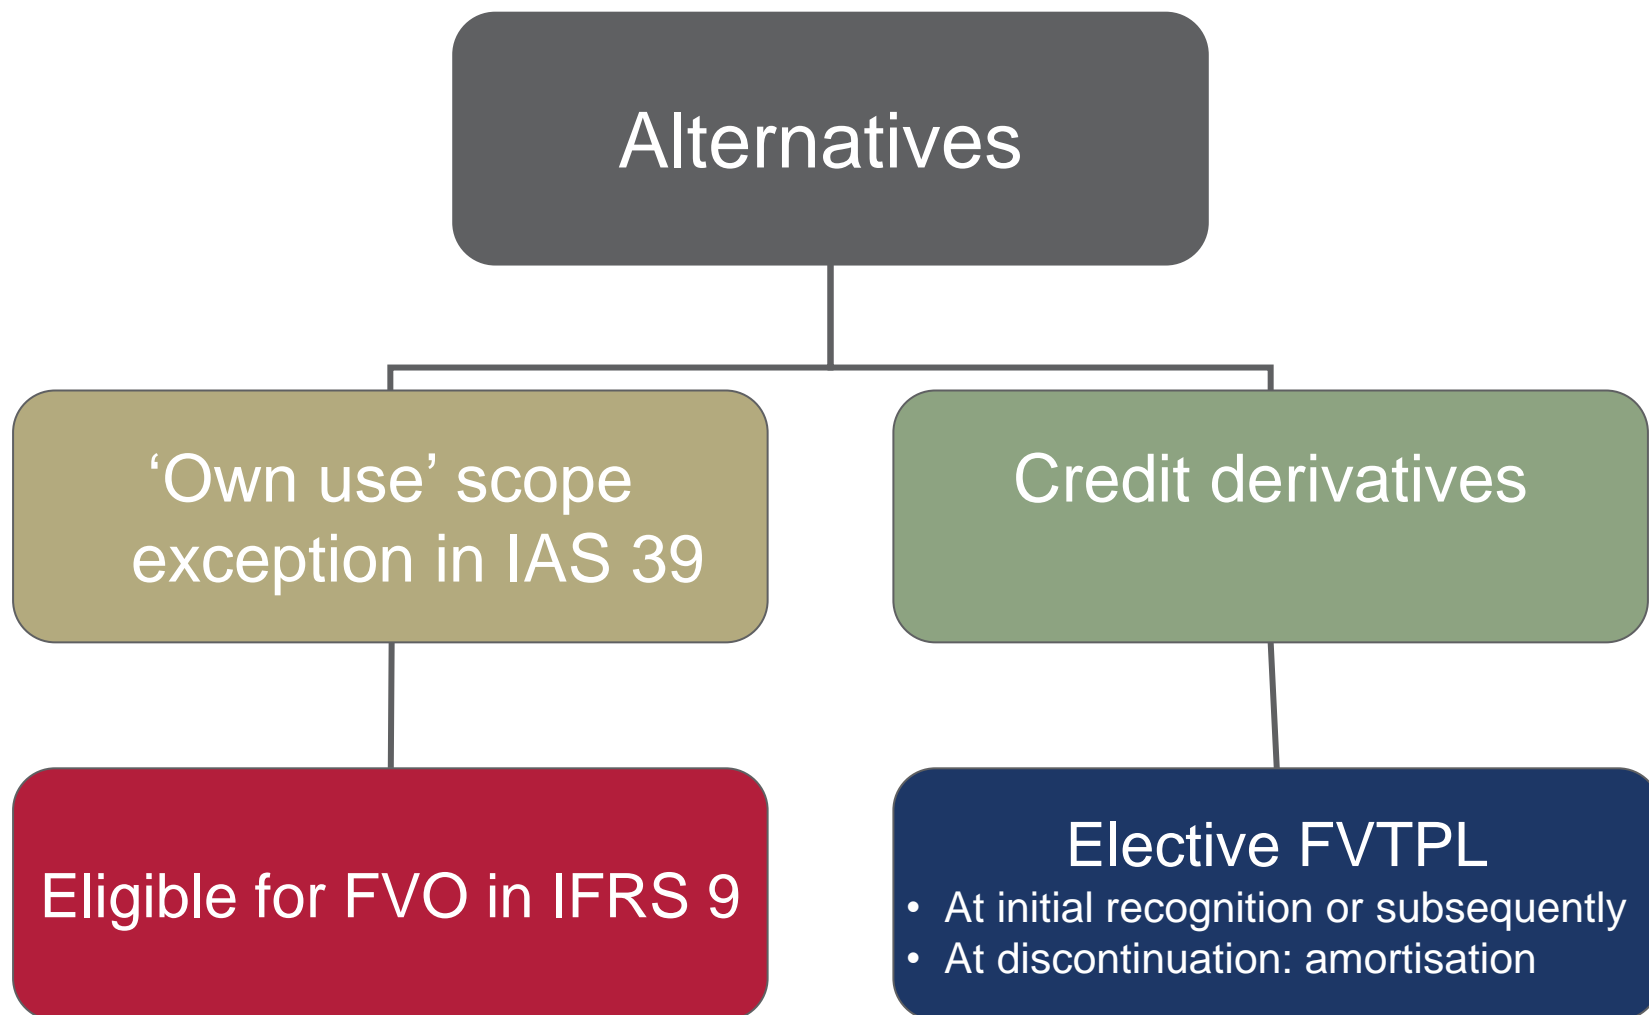 Alternatives
‘Own use’ scope
exception in IAS 39
Credit derivatives
Eligible for FVO in IFRS 9
Elective FVTPL
• At initial recognition or subsequently
• At discontinuation: amortisation